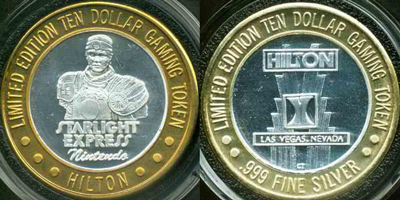 LIMITED EDITION TEN DOLLAR GAMING TOKEN
STARLIGHT
EXPRESS
Nintendo
HILTON
LIMITED EDITION TEN DOLLAR GAMING TOKEN
HILTON
LAS VEGAS, NEVADA
.999 FINE SILVER